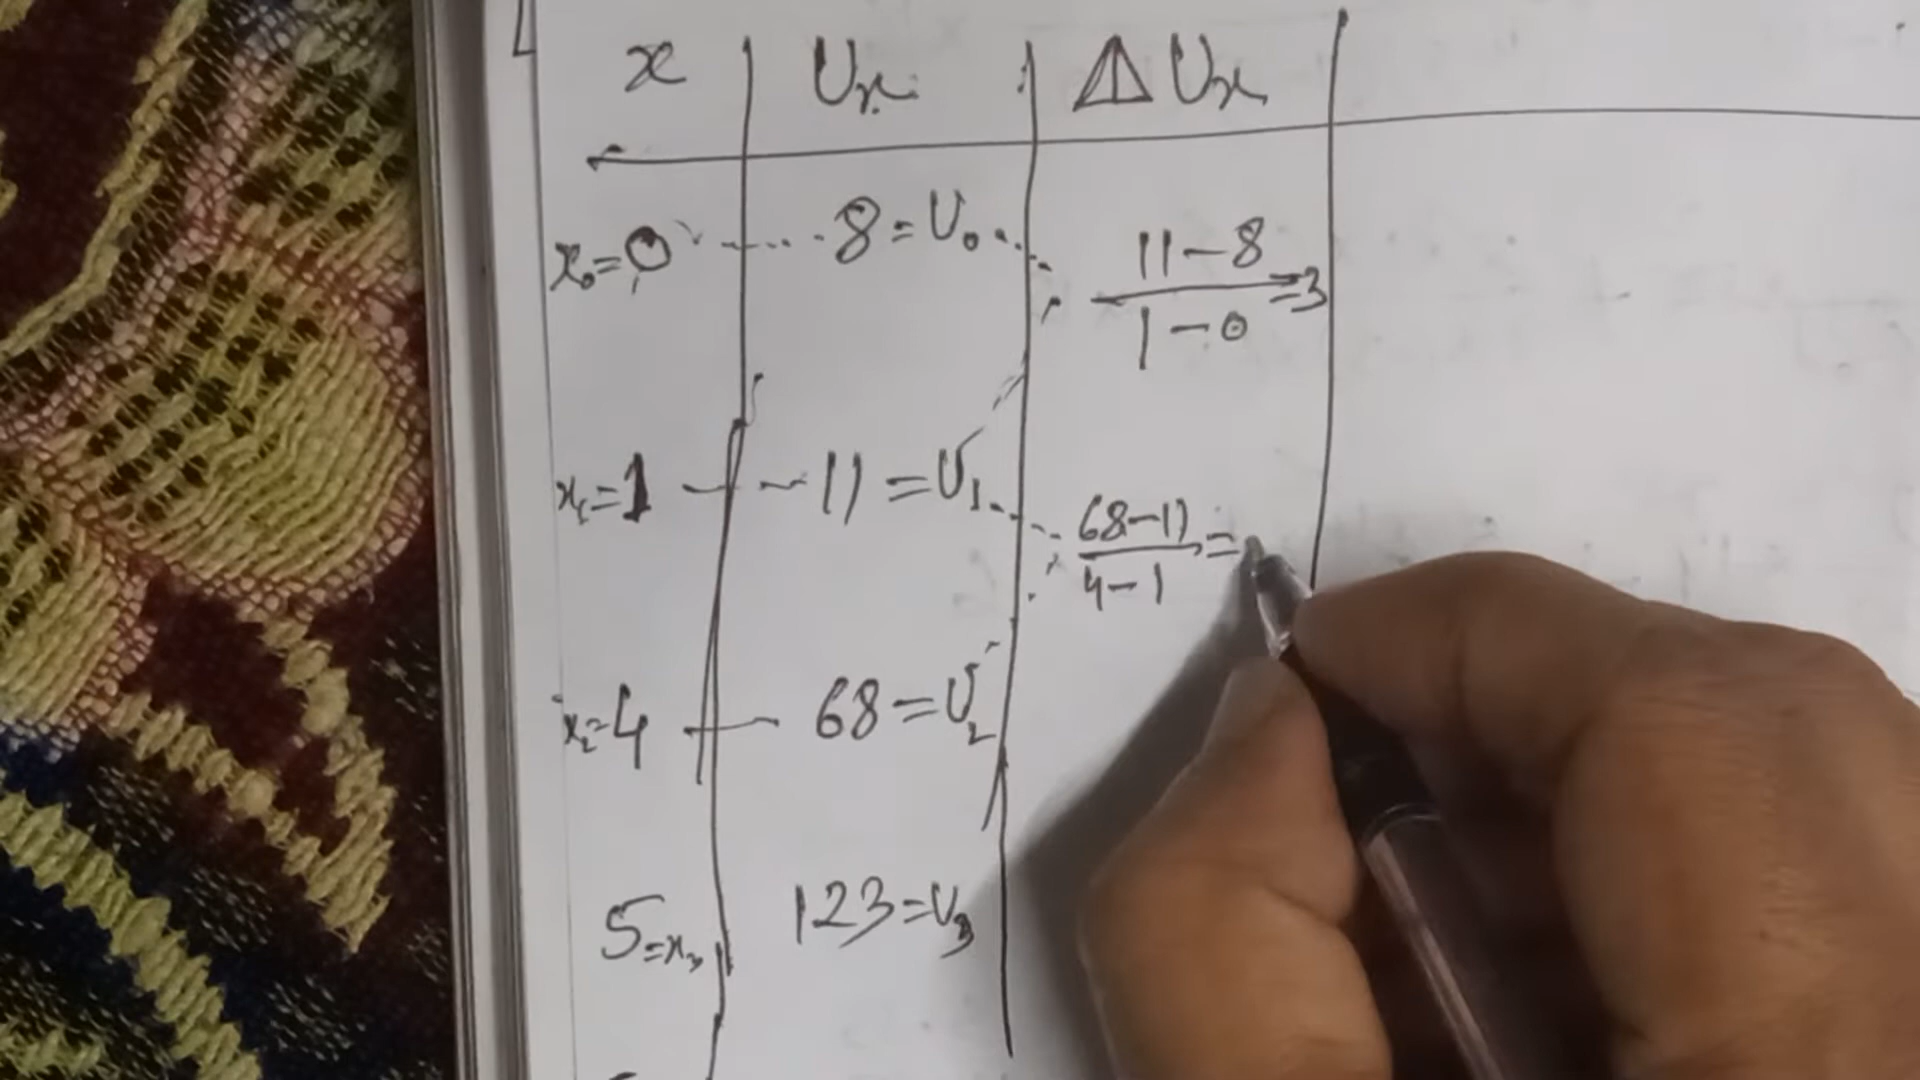 x Ux ⧋ Ux
x₀=0 8=U₀ 11-8/1-0=3
x₁=1 11=U₁ 68-11/4-1=
x₂=4 68=U₂
5=x₃ 123=U₃